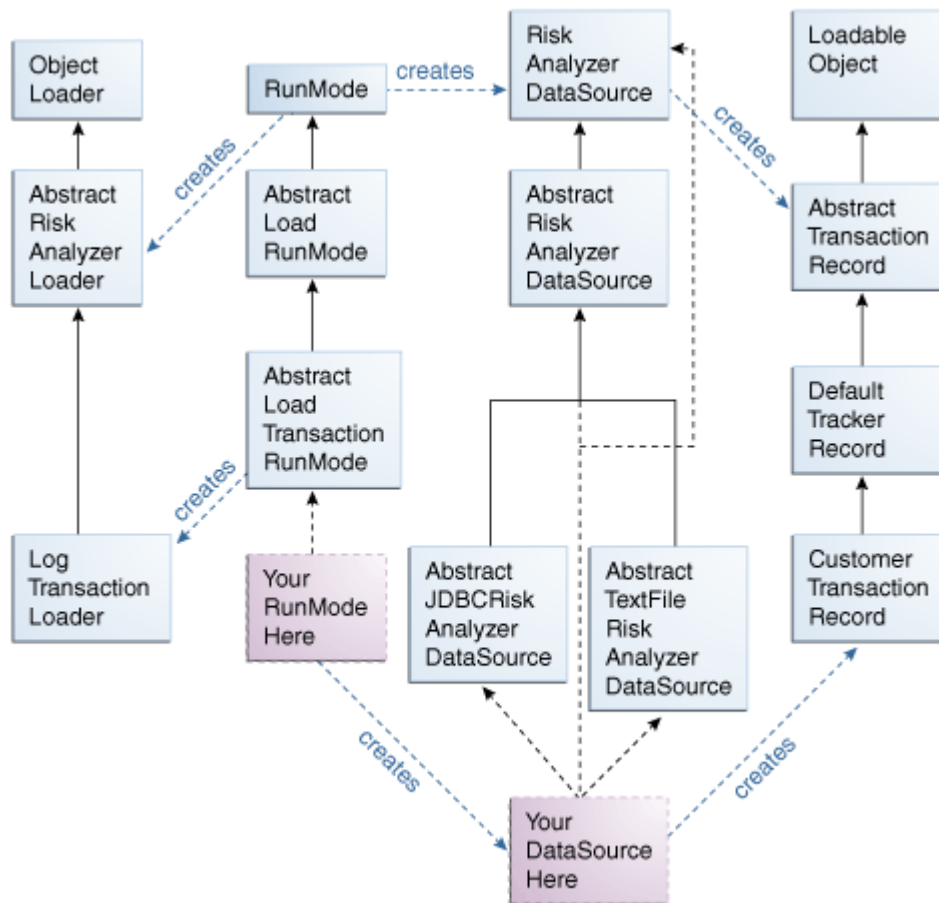 Object
Loader
RunMode
creates
Risk
Analyzer
DataSource
Loadable
Object
creates
creates
Abstract
Risk
Analyzer
Loader
Abstract
Load
RunMode
Abstract
Risk
Analyzer
DataSource
Abstract
Transaction
Record
Abstract
Load
Transaction
RunMode
Default
Tracker
Record
creates
Log
Transaction
Loader
Your
RunMode
Here
Abstract
JDBCRisk
Analyzer
DataSource
Abstract
TextFile
Risk
Analyzer
DataSource
Customer
Transaction
Record
creates
creates
Your
DataSource
Here